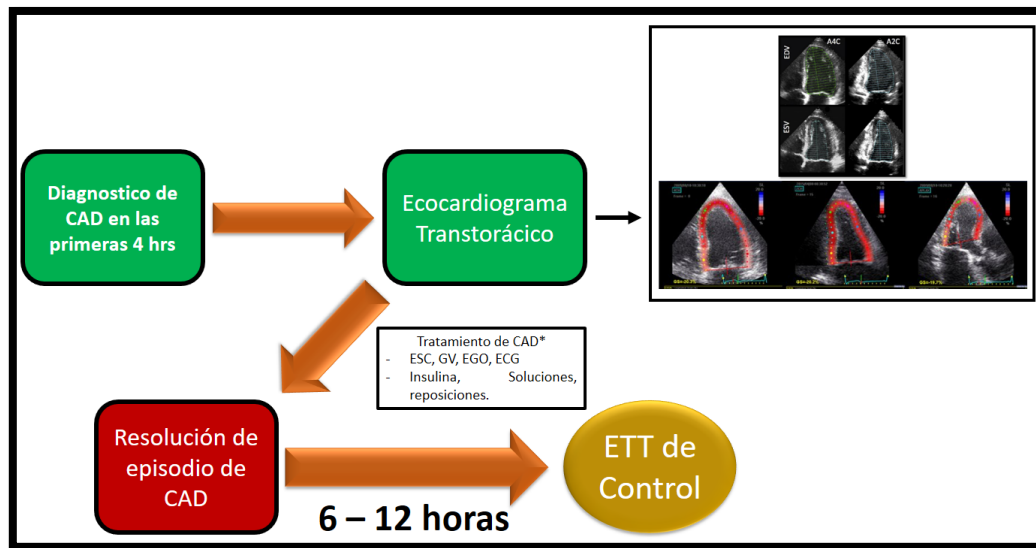 Diagnostico de
CAD en las
primeras 4 hrs
Ecocardiograma
Transtorácico
A4C
A2C
EDV
ESV
Tratamiento de CAD*
- ESC, GV, EGO, ECG
- Insulina, Soluciones,
reposiciones.
Resolución de
episodio de
CAD
6 – 12 horas
ETT de
Control